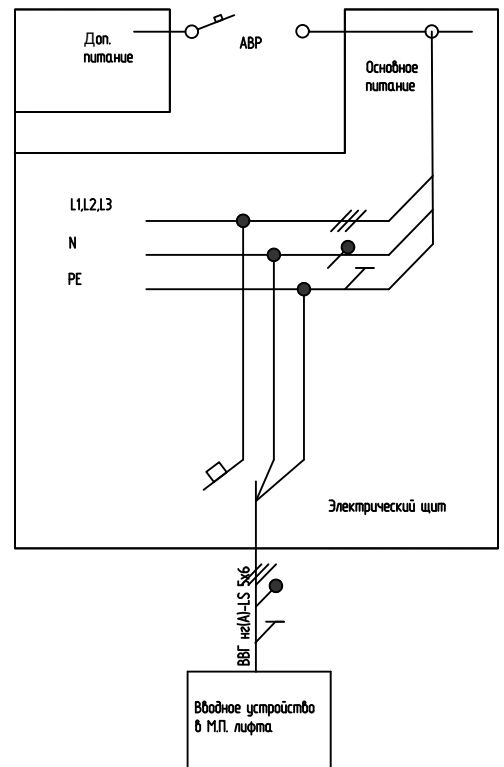 Доп.
питание
АВР
Основное
питание
L1,L2,L3
N
PE
Электрический щит
ВВГ нг(А)-LS 5х6
Вводное устройство
в М.П. лифта